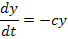 dy/dt = −cy